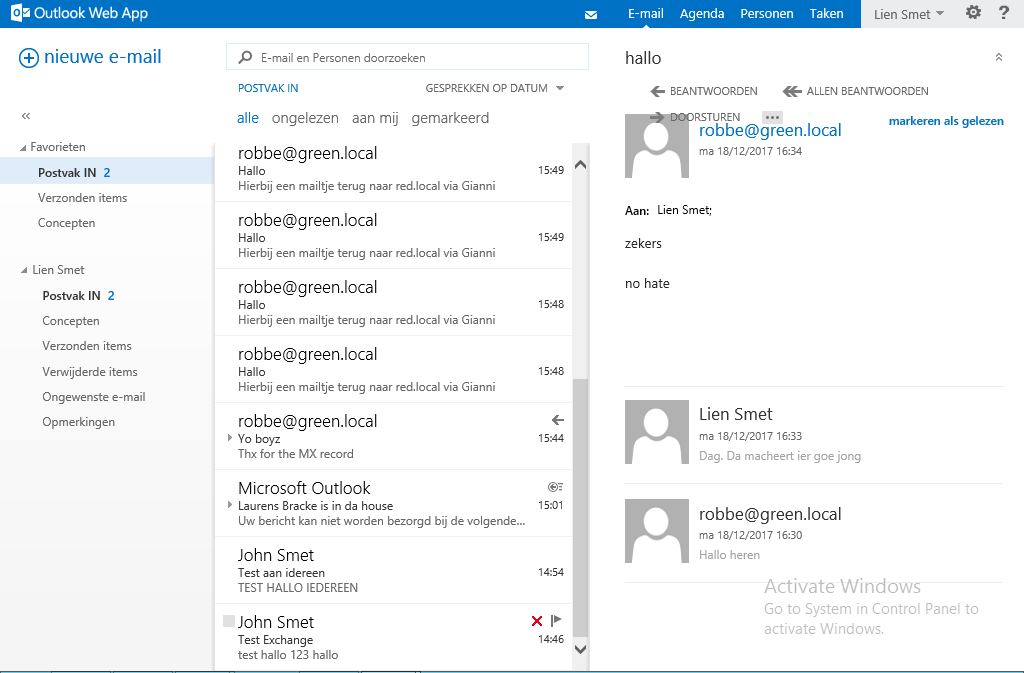 Outlook Web App
E-mail Agenda Personen Taken Lien Smet ?
nieuwe e-mail
«
Favorieten
Postvak IN 2
Verzonden items
Concepten
Lien Smet
Postvak IN 2
Concepten
Verzonden items
Verwijderde items
Ongewenste e-mail
Opmerkingen
E-mail en Personen doorzoeken
POSTVAK IN GESPREKKEN OP DATUM
alle ongelezen aan mij gemarkeerd
robbe@green.local
Hallo 15:49
Hierbij een mailtje terug naar red.local via Gianni
robbe@green.local
Hallo 15:49
Hierbij een mailtje terug naar red.local via Gianni
robbe@green.local
Hallo 15:48
Hierbij een mailtje terug naar red.local via Gianni
robbe@green.local
Hallo 15:48
Hierbij een mailtje terug naar red.local via Gianni
robbe@green.local
Yo boyz 15:44
Thx for the MX record
Microsoft Outlook
Laurens Bracke is in da house 15:01
Uw bericht kan niet worden bezorgd bij de volgende...
John Smet
Test aan idereen 14:54
TEST HALLO IEDEREEN
John Smet
Test Exchange 14:46
test hallo 123 hallo
hallo
BEANTWOORDEN ALLEN BEANTWOORDEN
DOORSTUREN ...
robbe@green.local markeren als gelezen
ma 18/12/2017 16:34
Aan: Lien Smet;
zekers
no hate
Lien Smet
ma 18/12/2017 16:33
Dag. Da macheert ier goe jong
robbe@green.local
ma 18/12/2017 16:30
Hallo heren
Activate Windows
Go to System in Control Panel to
activate Windows.